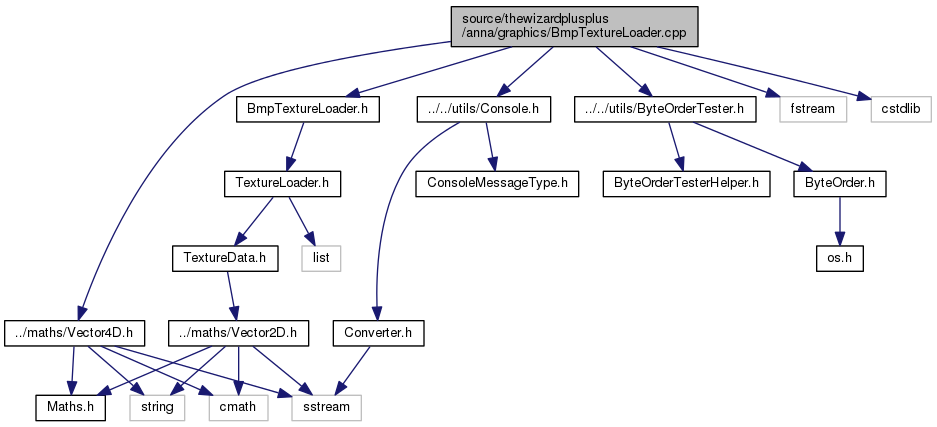 source/thewizardplusplus
/anna/graphics/BmpTextureLoader.cpp
BmpTextureLoader.h
../../utils/Console.h
../../utils/ByteOrderTester.h
fstream
cstdlib
TextureLoader.h
ConsoleMessageType.h
ByteOrderTesterHelper.h
ByteOrder.h
TextureData.h
list
os.h
../maths/Vector4D.h
../maths/Vector2D.h
Converter.h
Maths.h
string
cmath
sstream